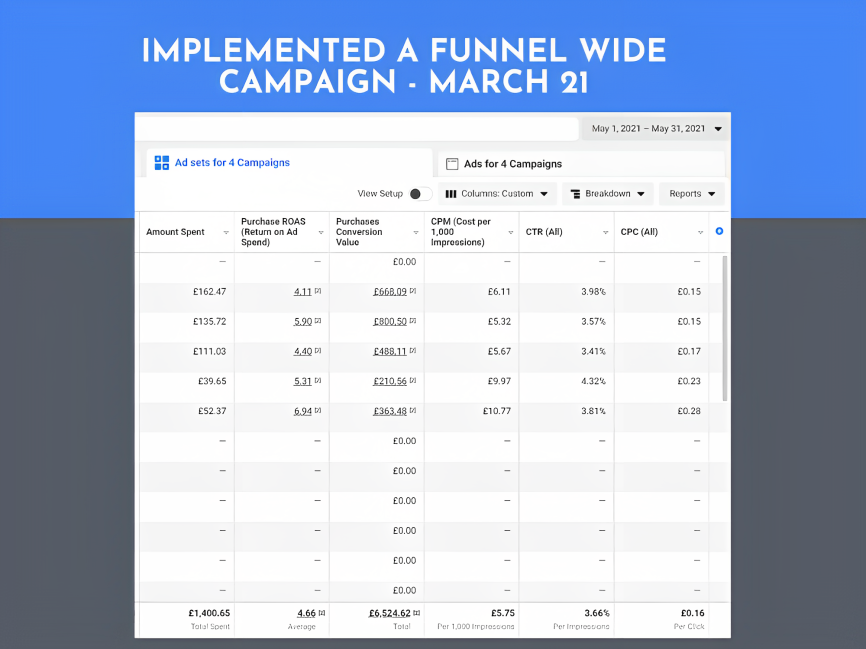 IMPLEMENTED A FUNNEL WIDE
CAMPAIGN - MARCH 21
May 1, 2021 – May 31, 2021
Ad sets for 4 Campaigns
Ads for 4 Campaigns
View Setup
Columns: Custom
Breakdown
Reports
Amount Spent
Purchase ROAS (Return on Ad Spend)
Purchases Conversion Value
CPM (Cost per 1,000 Impressions)
CTR (All)
CPC (All)
— — £0.00 — — —
£162.47 4.11 [2] £668.09 [2] £6.11 3.98% £0.15
£135.72 5.90 [2] £800.50 [2] £5.32 3.57% £0.15
£111.03 4.40 [2] £488.11 [2] £5.67 3.41% £0.17
£39.65 5.31 [2] £210.56 [2] £9.97 4.32% £0.23
£52.37 6.94 [2] £363.48 [2] £10.77 3.81% £0.28
— — £0.00 — — —
— — £0.00 — — —
— — £0.00 — — —
— — £0.00 — — —
— — £0.00 — — —
— — £0.00 — — —
£1,400.65 4.66 [2] £6,524.62 [2] £5.75 3.66% £0.16
Total Spent Average Total Per 1,000 Impressions Per Impressions Per Click